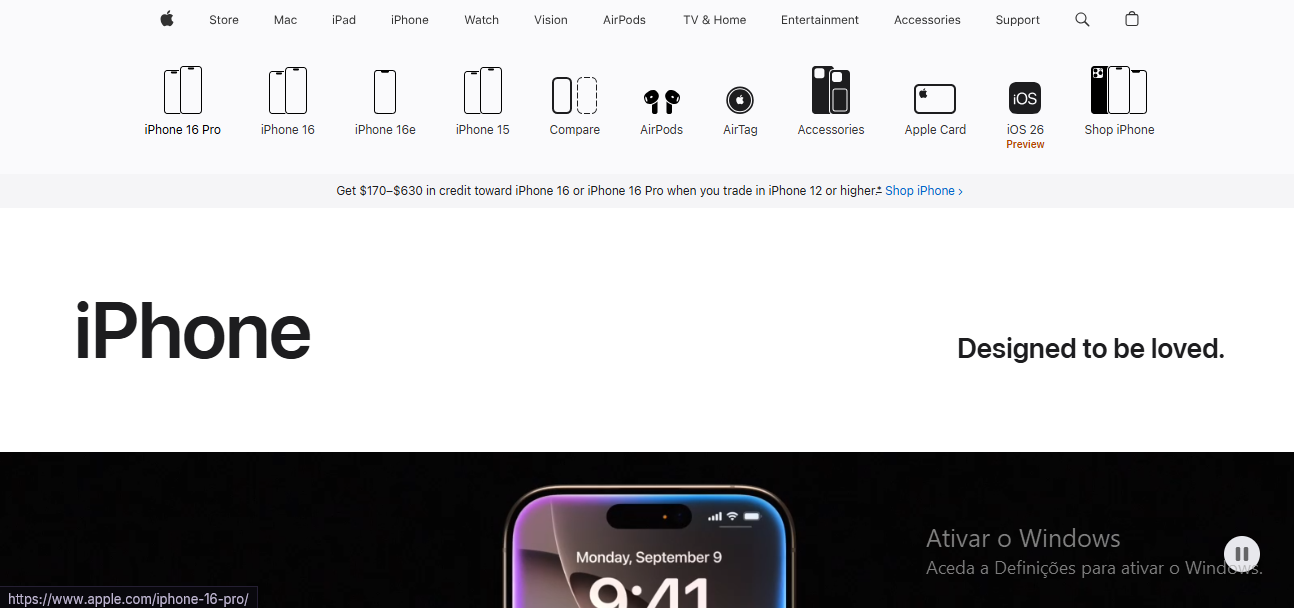 Store Mac iPad iPhone Watch Vision AirPods TV & Home Entertainment Accessories Support
iOS
iPhone 16 Pro iPhone 16 iPhone 16e iPhone 15 Compare AirPods AirTag Accessories Apple Card iOS 26 Shop iPhone
Preview
Get $170–$630 in credit toward iPhone 16 or iPhone 16 Pro when you trade in iPhone 12 or higher.* Shop iPhone >
iPhone
Designed to be loved.
Monday, September 9
9:41
Ativar o Windows
Aceda a Definições para ativar o Windows.
https://www.apple.com/iphone-16-pro/